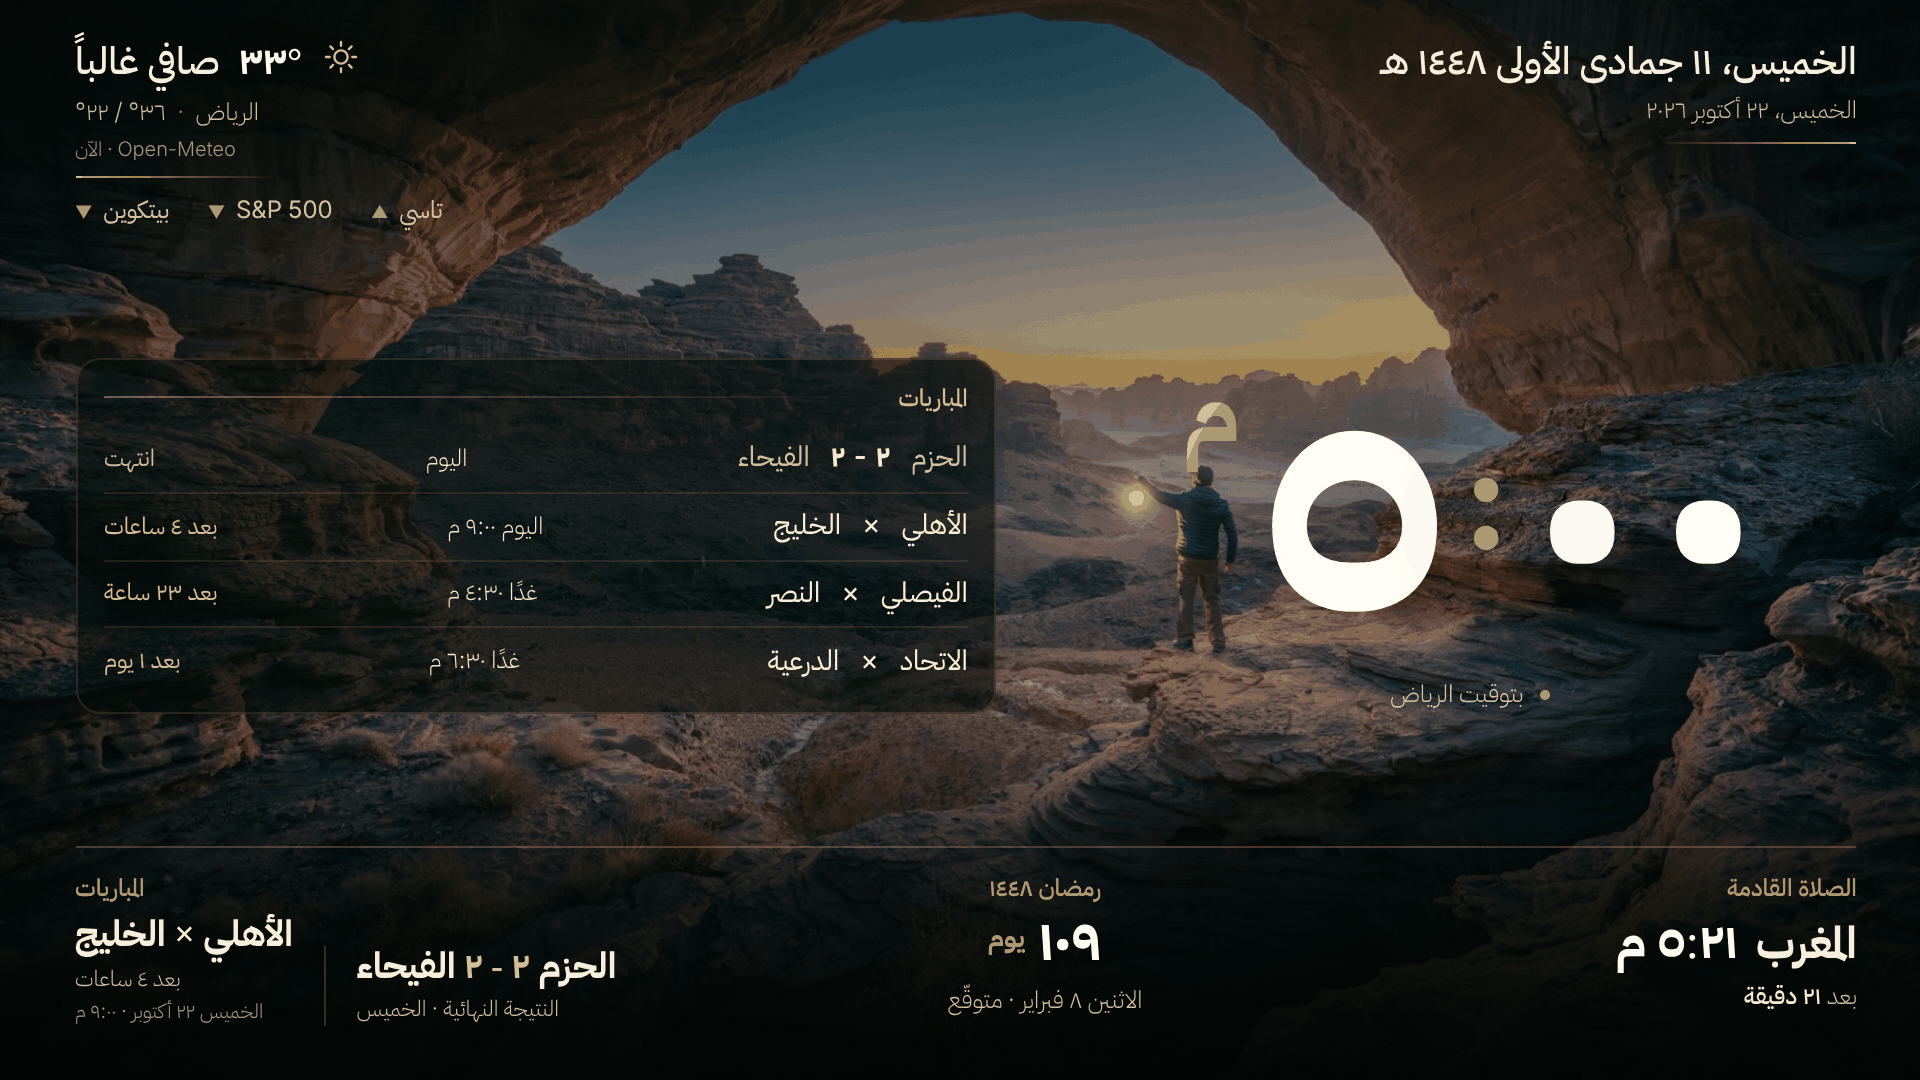 الخميس، ١١ جمادى الأولى ١٤٤٨ هـ
الخميس، ٢٢ أكتوبر ٢٠٢٦
٣٣° صافي غالباً
الرياض · ٣٦° / ٢٢°
Open-Meteo · الآن
تاسي ▲ S&P 500 ▼ بيتكوين ▼
٥:٠٠ م
بتوقيت الرياض
المباريات
الحزم ٢ - ٢ الفيحاء اليوم انتهت
الأهلي × الخليج اليوم ٩:٠٠ م بعد ٤ ساعات
الفيصلي × النصر غدًا ٤:٣٠ م بعد ٢٣ ساعة
الاتحاد × الدرعية غدًا ٦:٣٠ م بعد ١ يوم
الصلاة القادمة
المغرب ٥:٢١ م
بعد ٢١ دقيقة
رمضان ١٤٤٨
١٠٩ يوم
الاثنين ٨ فبراير · متوقّع
الحزم ٢ - ٢ الفيحاء
النتيجة النهائية · الخميس
المباريات
الأهلي × الخليج
بعد ٤ ساعات
الخميس ٢٢ أكتوبر · ٩:٠٠ م